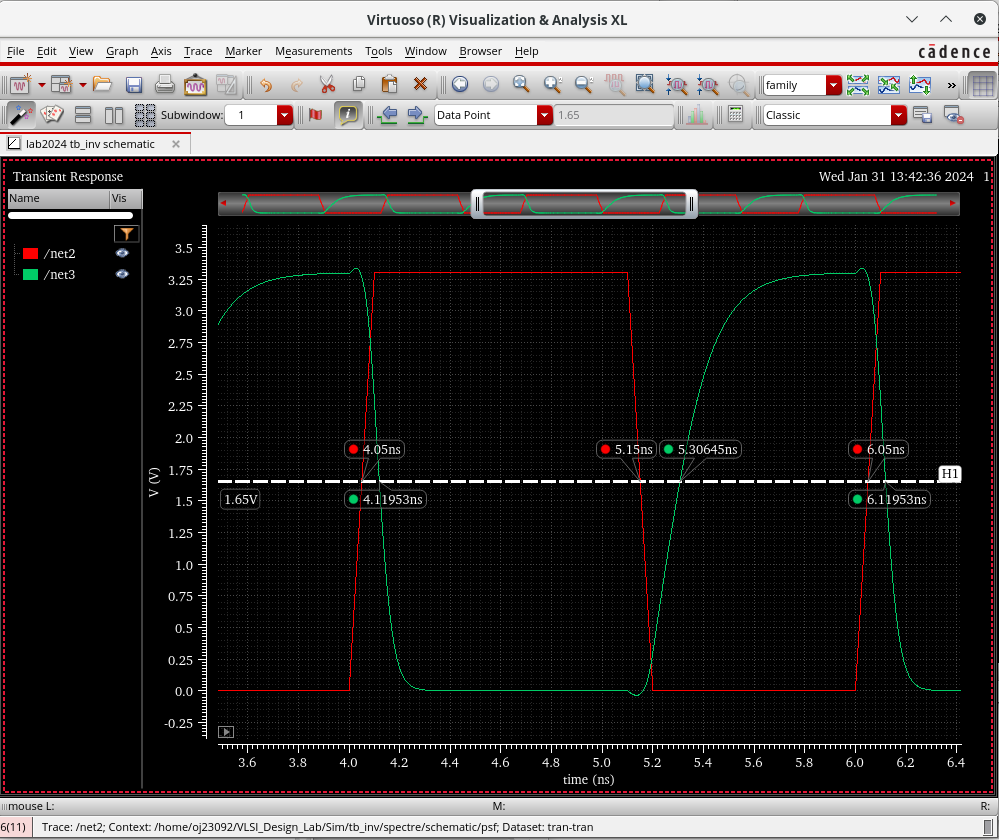 Virtuoso (R) Visualization & Analysis XL
File Edit View Graph Axis Trace Marker Measurements Tools Window Browser Help
cādence
family
»
Subwindow: 1 Data Point 1.65 Classic
lab2024 tb_inv schematic
Transient Response
Wed Jan 31 13:42:36 2024 1
Name Vis
/net2
/net3
3.5
3.25
3.0
2.75
2.5
2.25
2.0
1.75
1.5
1.25
1.0
0.75
0.5
0.25
0.0
-0.25
V (V)
4.05ns 5.15ns 5.30645ns 6.05ns
H1
1.65V 4.11953ns 6.11953ns
3.6 3.8 4.0 4.2 4.4 4.6 4.8 5.0 5.2 5.4 5.6 5.8 6.0 6.2 6.4
time (ns)
mouse L: M: R:
6(11) Trace: /net2; Context: /home/oj23092/VLSI_Design_Lab/Sim/tb_inv/spectre/schematic/psf; Dataset: tran-tran